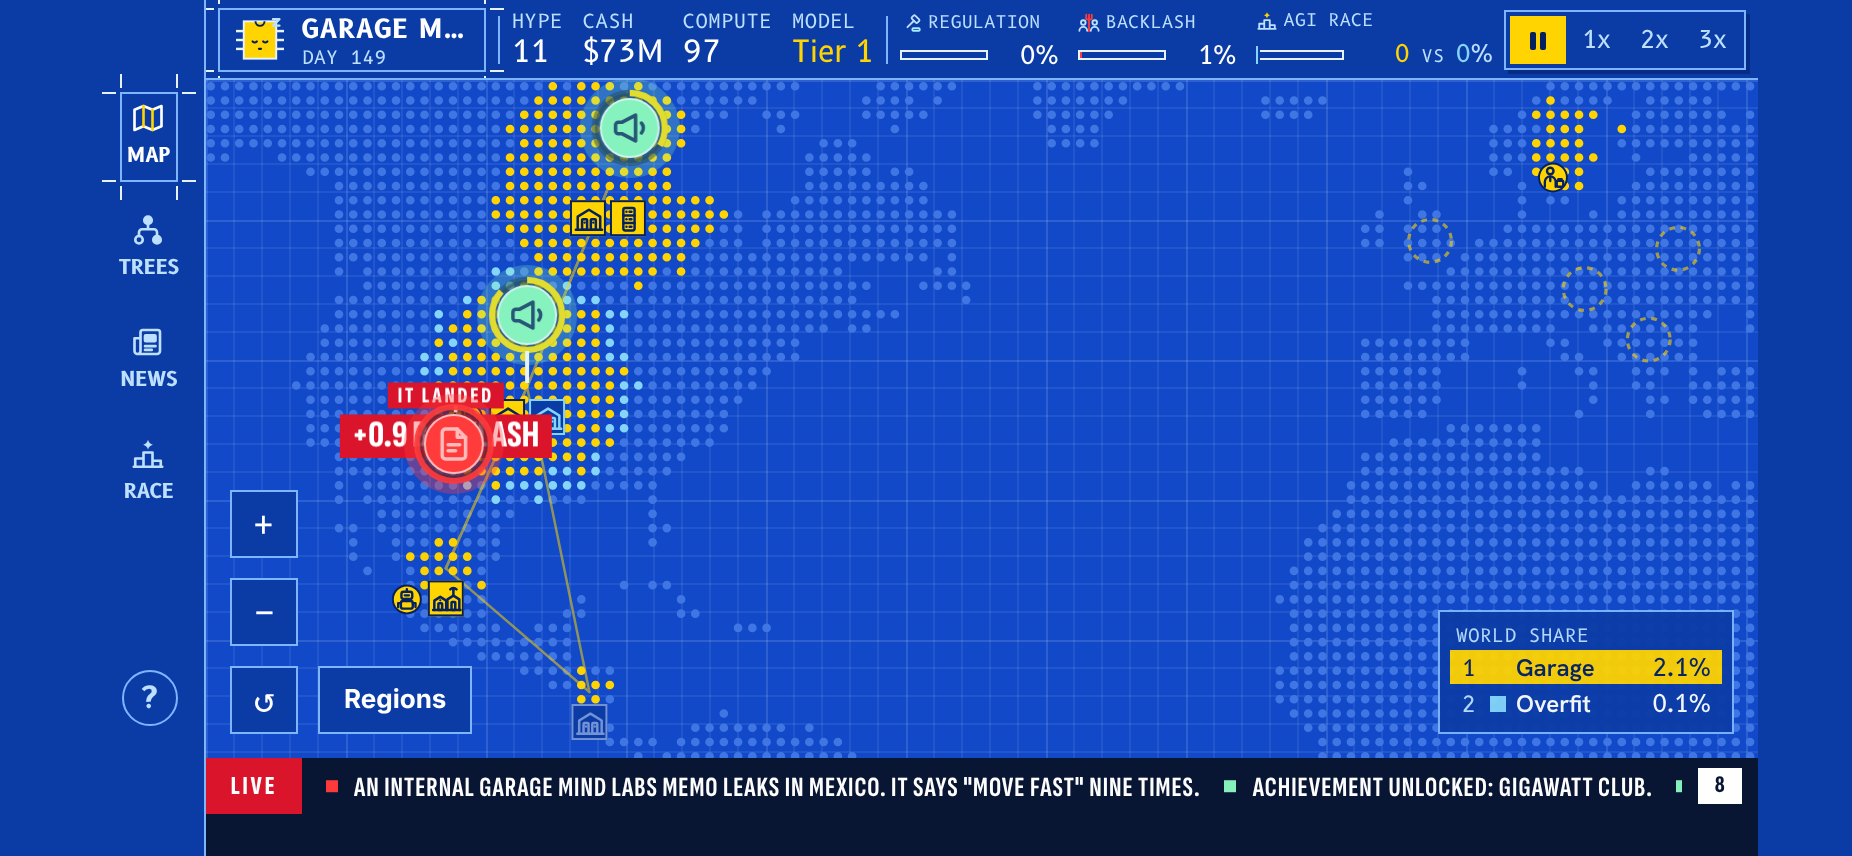 GARAGE M...
DAY 149
HYPE
11
CASH
$73M
COMPUTE
97
MODEL
Tier 1
REGULATION
0%
BACKLASH
1%
AGI RACE
0 VS 0%
1x
2x
3x
MAP
TREES
NEWS
RACE
?
+
−
↺
Regions
IT LANDED
+0.9
ASH
WORLD SHARE
1 Garage 2.1%
2 Overfit 0.1%
LIVE
AN INTERNAL GARAGE MIND LABS MEMO LEAKS IN MEXICO. IT SAYS "MOVE FAST" NINE TIMES.
ACHIEVEMENT UNLOCKED: GIGAWATT CLUB.
8